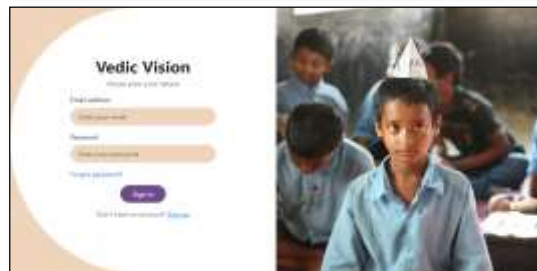 Vedic Vision
Please enter your details
Email address
Enter your email
Password
Enter your password
Forgot password?
Sign in
Don't have an account? Sign up